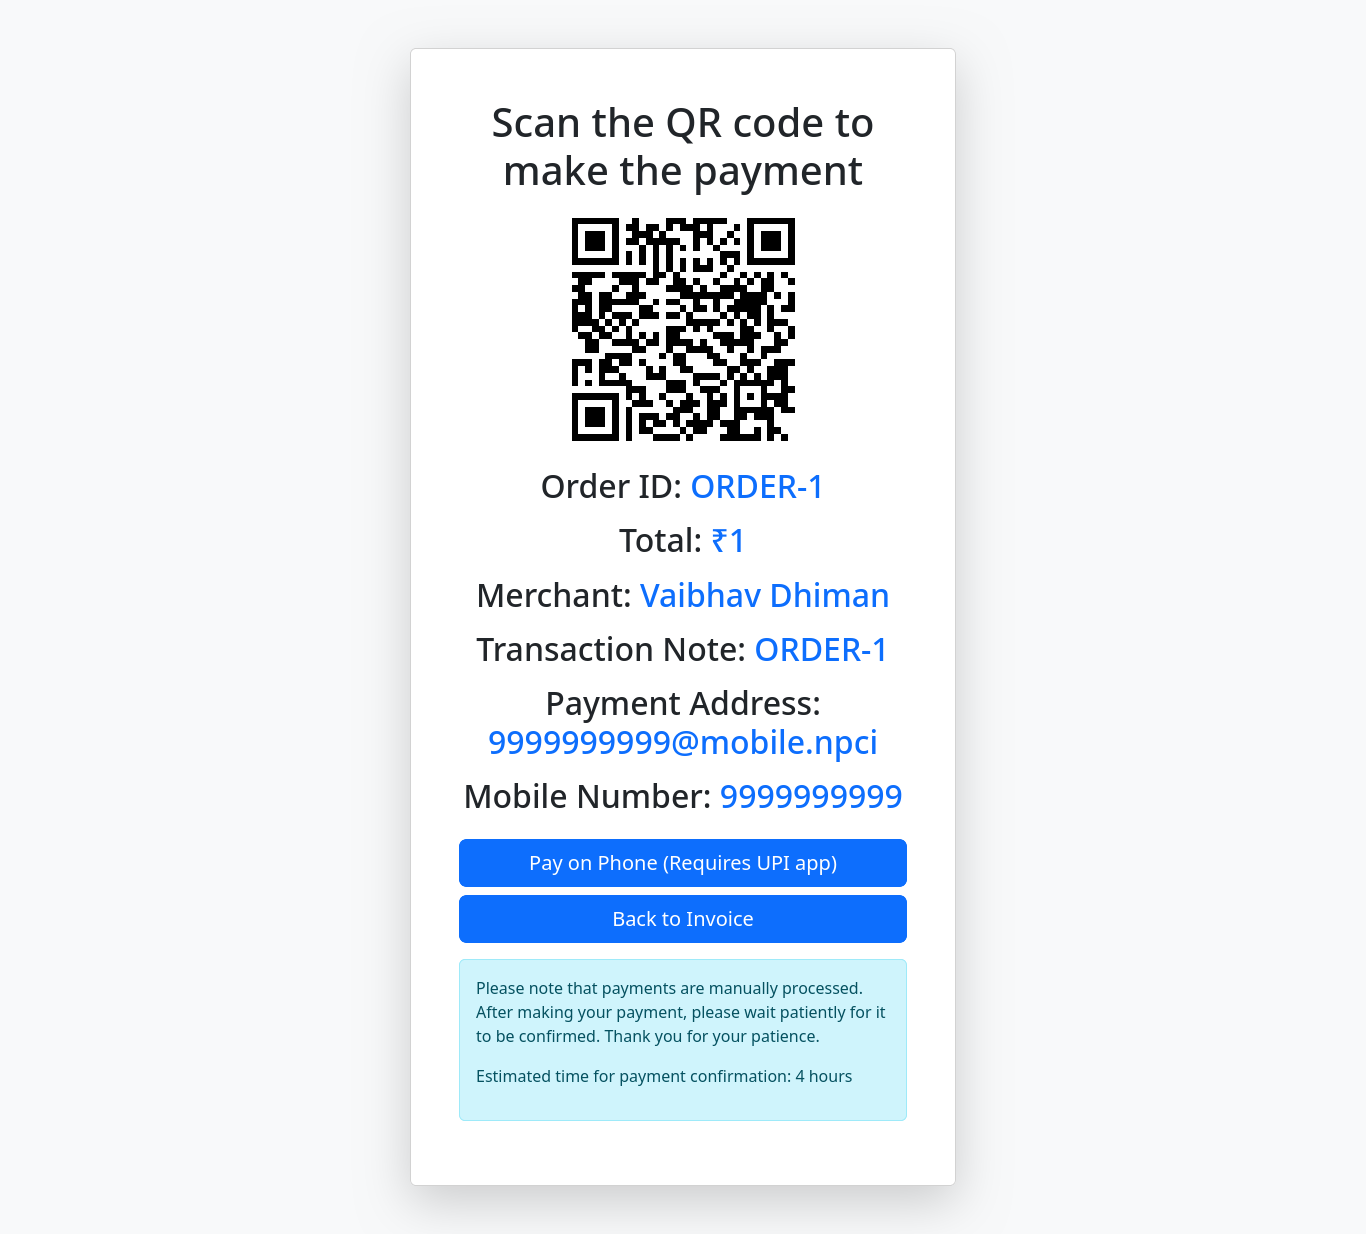 Scan the QR code to
make the payment
Order ID: ORDER-1
Total: ₹1
Merchant: Vaibhav Dhiman
Transaction Note: ORDER-1
Payment Address:
9999999999@mobile.npci
Mobile Number: 9999999999
Pay on Phone (Requires UPI app)
Back to Invoice
Please note that payments are manually processed.
After making your payment, please wait patiently for it
to be confirmed. Thank you for your patience.
Estimated time for payment confirmation: 4 hours